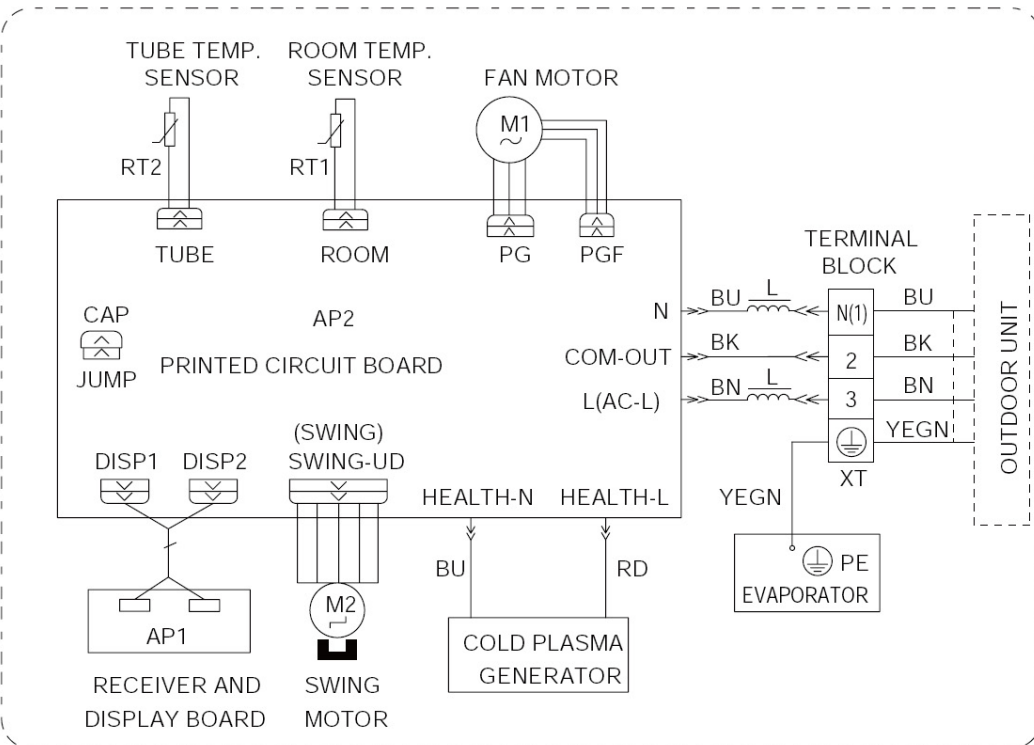 TUBE TEMP.
SENSOR
ROOM TEMP.
SENSOR
FAN MOTOR
M1
RT2
RT1
TUBE
ROOM
PG
PGF
TERMINAL
BLOCK
CAP
JUMP
AP2
PRINTED CIRCUIT BOARD
N
BU
L
N(1)
BU
COM-OUT
BK
2
BK
L(AC-L)
BN
L
3
BN
YEGN
XT
OUTDOOR UNIT
DISP1
DISP2
(SWING)
SWING-UD
HEALTH-N
HEALTH-L
YEGN
BU
RD
PE
EVAPORATOR
M2
AP1
COLD PLASMA
GENERATOR
RECEIVER AND
DISPLAY BOARD
SWING
MOTOR